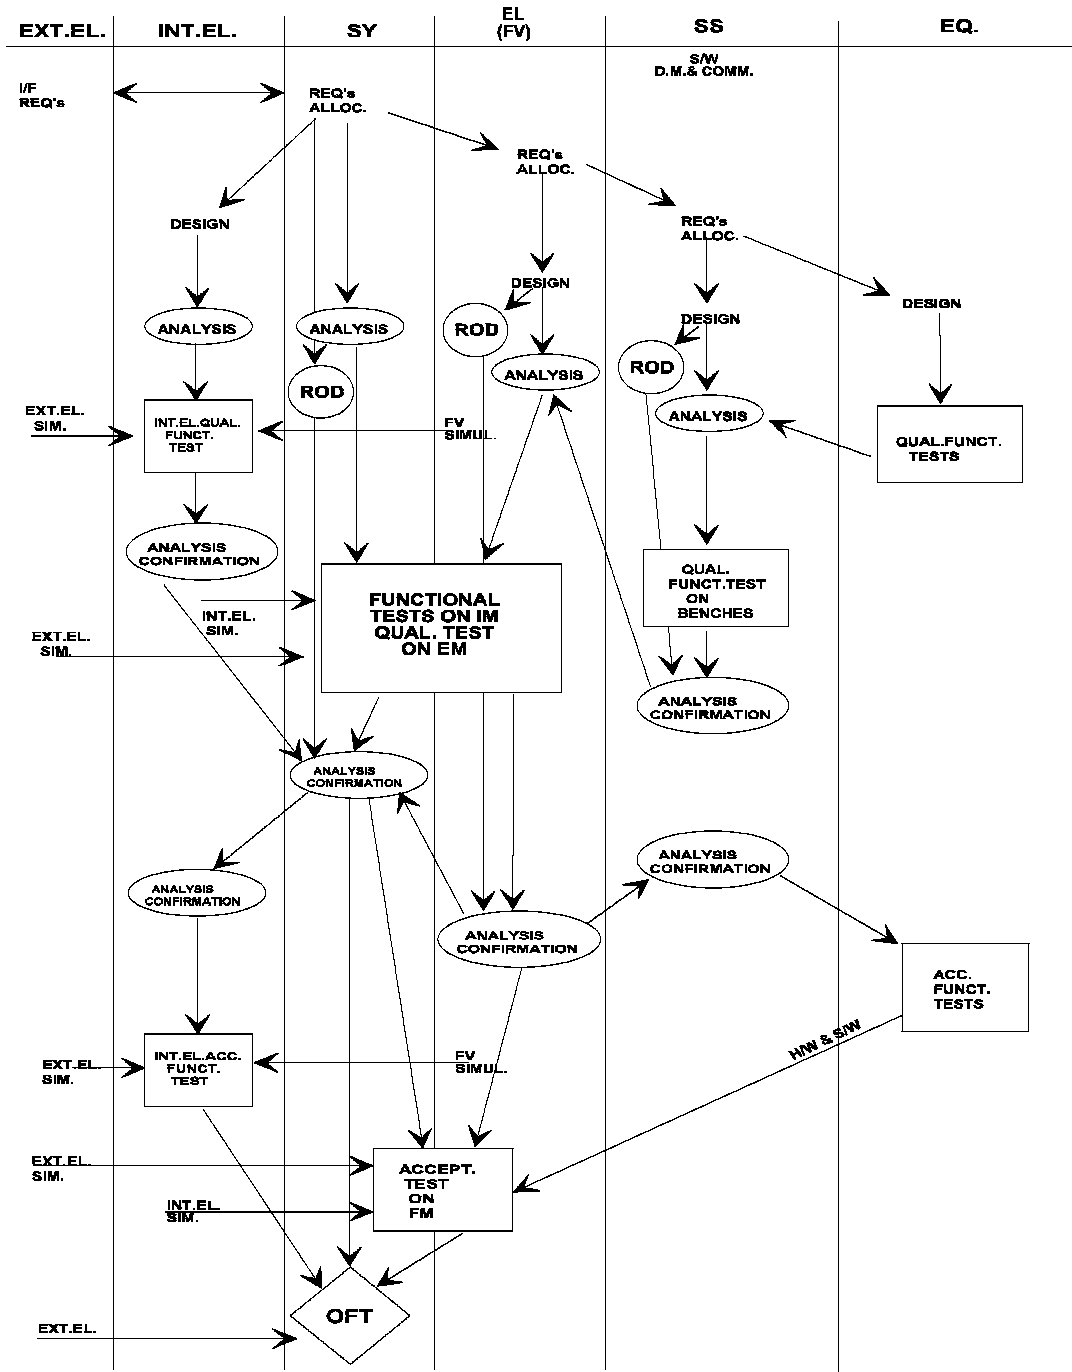 EXT.EL.
INT.EL.
SY
EL
(FV)
SS
EQ.
S/W
D.M.& COMM.
I/F
REQ's
REQ's
ALLOC.
REQ's
ALLOC.
REQ's
ALLOC.
DESIGN
DESIGN
DESIGN
DESIGN
ANALYSIS
ANALYSIS
ROD
ROD
ANALYSIS
ROD
ANALYSIS
EXT.EL.
SIM.
INT.EL.QUAL.
FUNCT.
TEST
FV
SIMUL.
QUAL.FUNCT.
TESTS
ANALYSIS
CONFIRMATION
QUAL.
FUNCT.TEST
ON
BENCHES
FUNCTIONAL
TESTS ON IM
QUAL. TEST
ON EM
INT.EL.
SIM.
EXT.EL.
SIM.
ANALYSIS
CONFIRMATION
ANALYSIS
CONFIRMATION
ANALYSIS
CONFIRMATION
ANALYSIS
CONFIRMATION
ANALYSIS
CONFIRMATION
ACC.
FUNCT.
TESTS
H/W & S/W
EXT.EL.
SIM.
INT.EL.ACC.
FUNCT.
TEST
FV
SIMUL.
EXT.EL.
SIM.
ACCEPT.
TEST
ON
FM
INT.EL.
SIM.
OFT
EXT.EL.